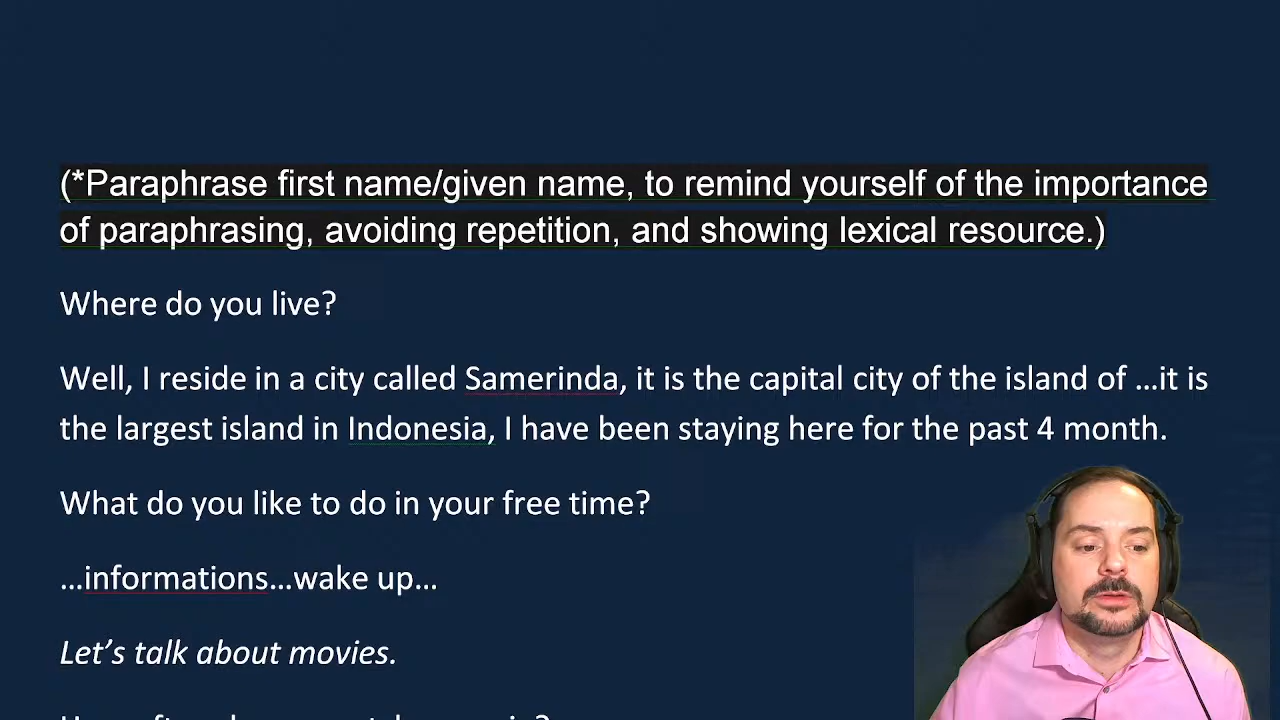 (*Paraphrase first name/given name, to remind yourself of the importance
of paraphrasing, avoiding repetition, and showing lexical resource.)
Where do you live?
Well, I reside in a city called Samerinda, it is the capital city of the island of …it is
the largest island in Indonesia, I have been staying here for the past 4 month.
What do you like to do in your free time?
…informations…wake up…
Let’s talk about movies.